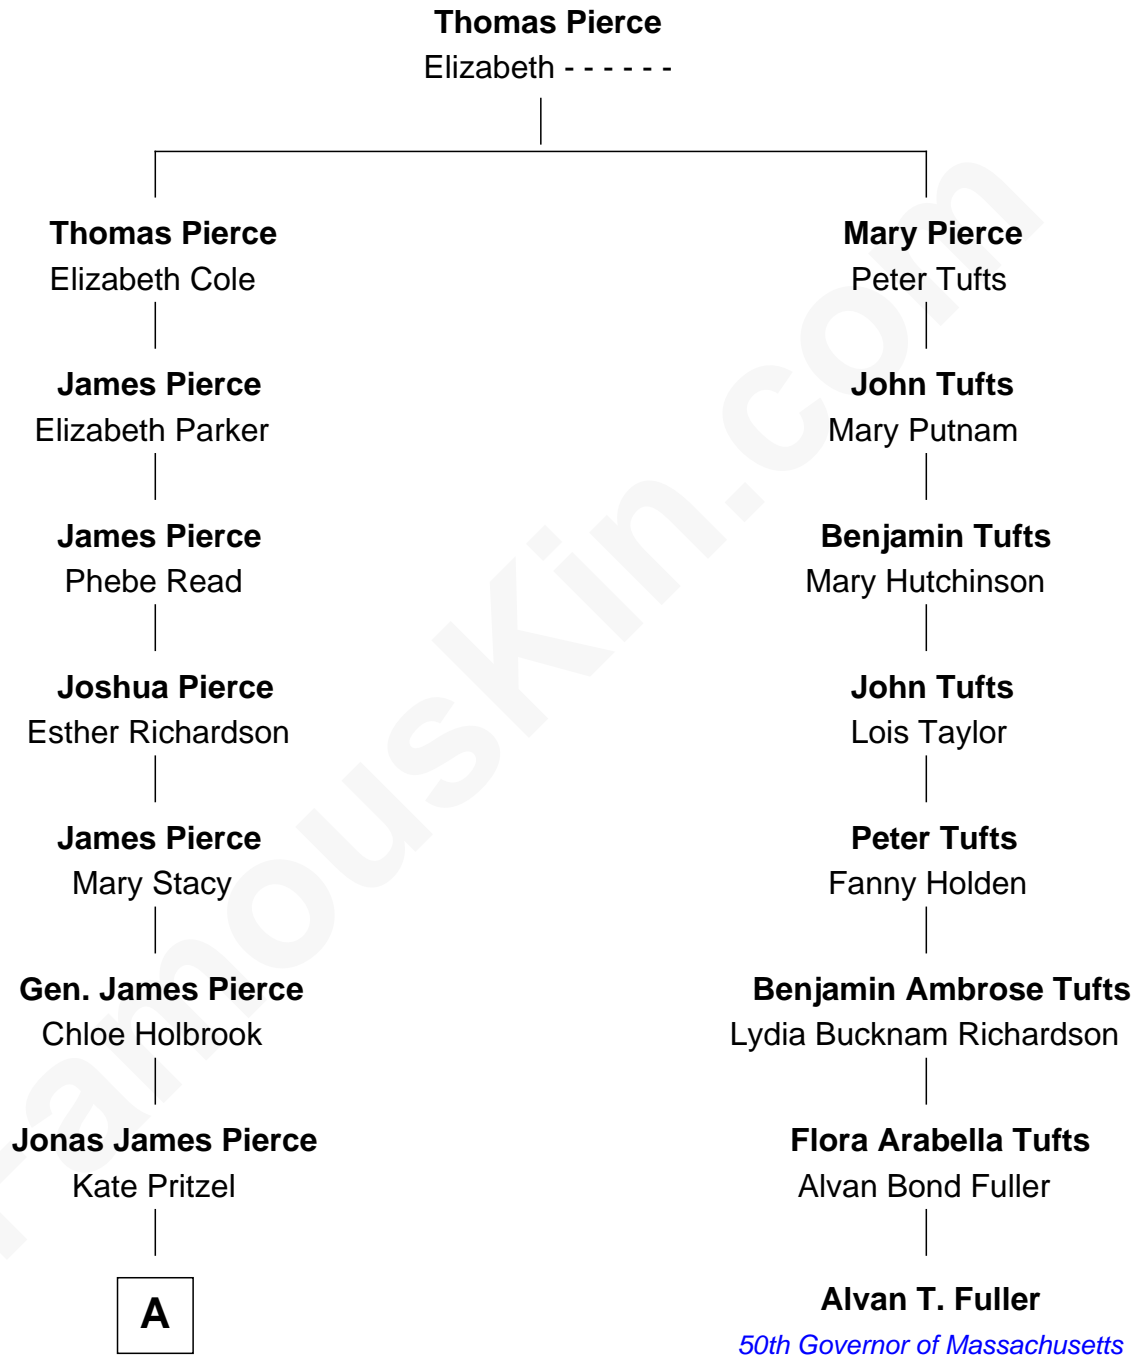 Thomas Pierce
Elizabeth - - - - - -
Thomas Pierce
Elizabeth Cole
Mary Pierce
Peter Tufts
James Pierce
Elizabeth Parker
John Tufts
Mary Putnam
James Pierce
Phebe Read
Benjamin Tufts
Mary Hutchinson
Joshua Pierce
Esther Richardson
John Tufts
Lois Taylor
James Pierce
Mary Stacy
Peter Tufts
Fanny Holden
Gen. James Pierce
Chloe Holbrook
Benjamin Ambrose Tufts
Lydia Bucknam Richardson
Jonas James Pierce
Kate Pritzel
Flora Arabella Tufts
Alvan Bond Fuller
A
Alvan T. Fuller
50th Governor of Massachusetts
FamousKin.com